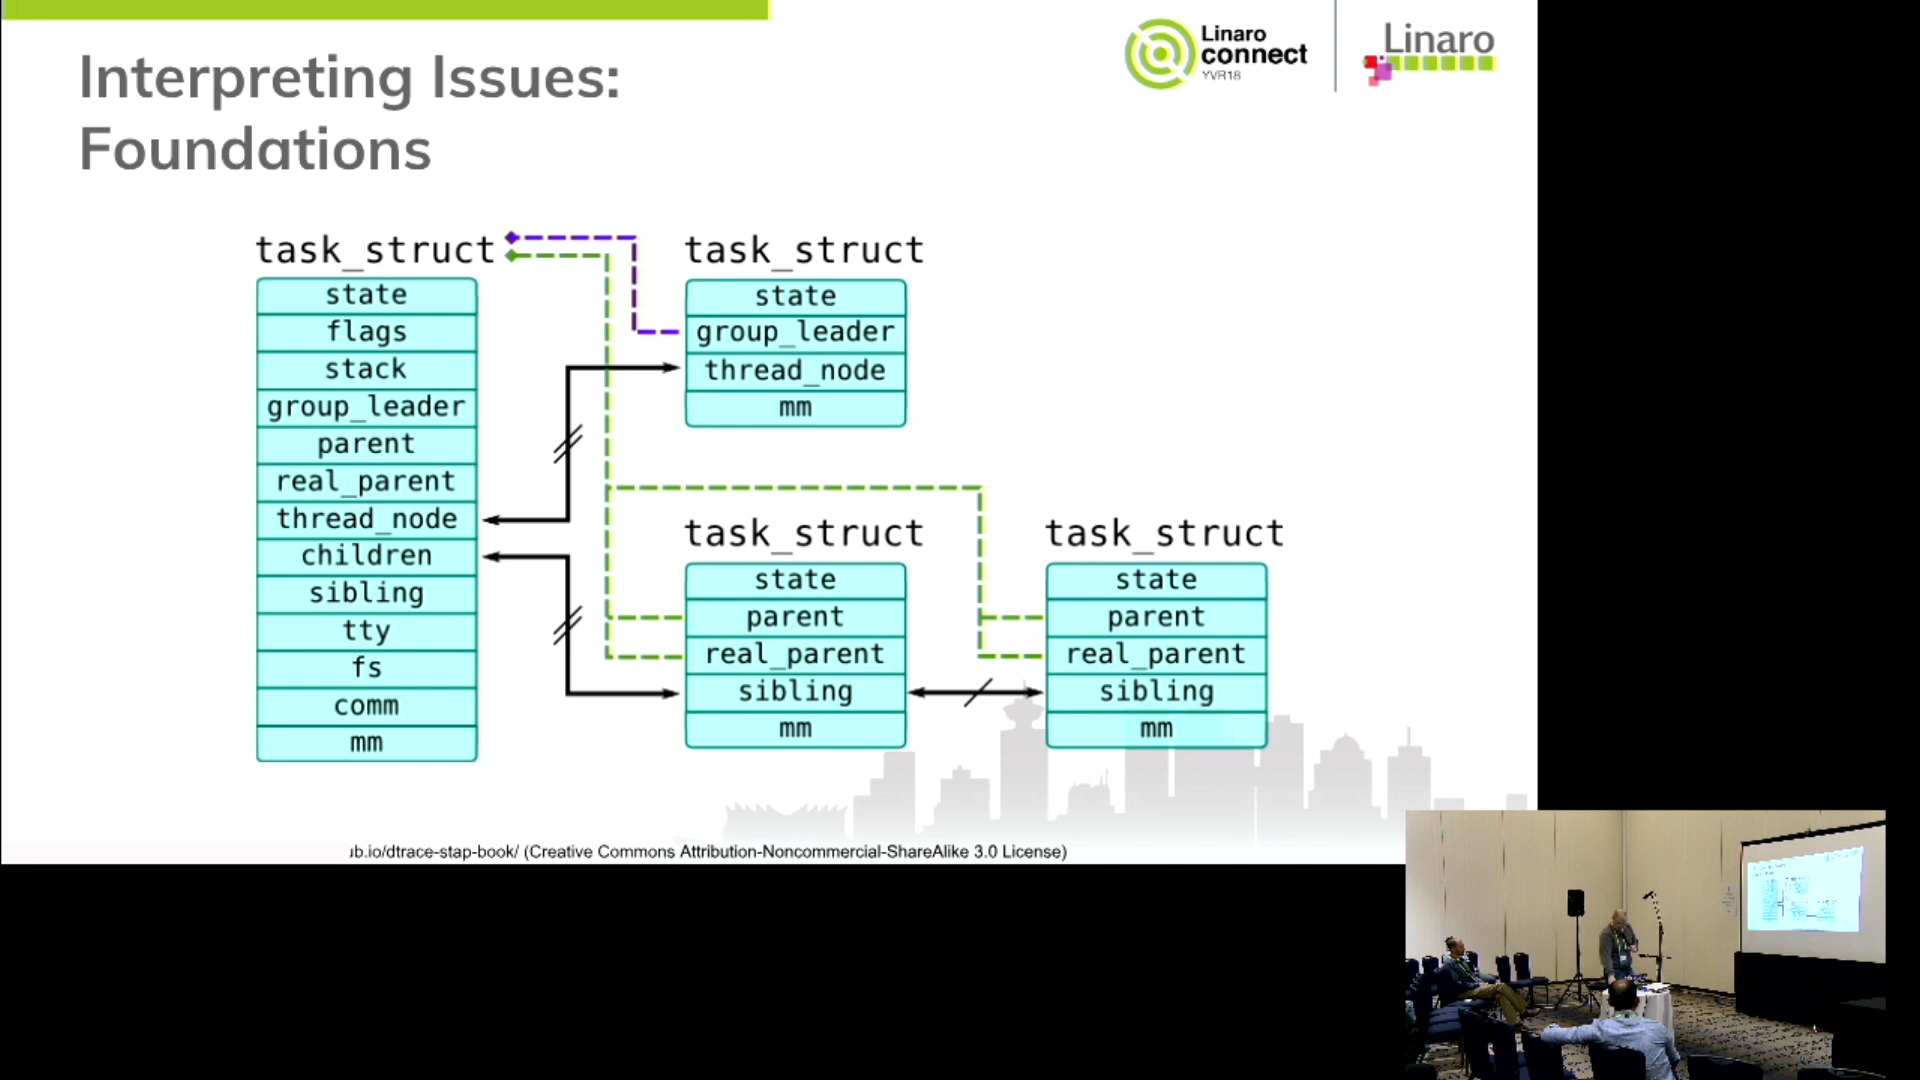 Interpreting Issues:
Foundations
Linaro
connect
YVR18
Linaro
task_struct
state
flags
stack
group_leader
parent
real_parent
thread_node
children
sibling
tty
fs
comm
mm
task_struct
state
group_leader
thread_node
mm
task_struct
state
parent
real_parent
sibling
mm
task_struct
state
parent
real_parent
sibling
mm
b.io/dtrace-stap-book/ (Creative Commons Attribution-Noncommercial-ShareAlike 3.0 License)